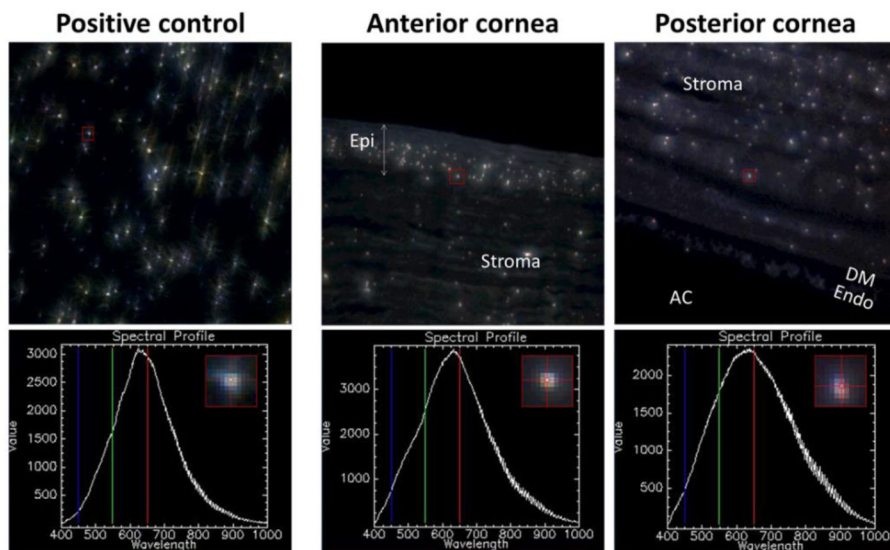 Positive control
Anterior cornea
Posterior cornea
Epi
Stroma
Stroma
DM
Endo
AC
Spectral Profile
Value
3000
2500
2000
1500
1000
500
400 500 600 700 800 900 1000
Wavelength
Spectral Profile
Value
3000
2000
1000
400 500 600 700 800 900 1000
Wavelength
Spectral Profile
Value
2000
1500
1000
500
400 500 600 700 800 900 1000
Wavelength